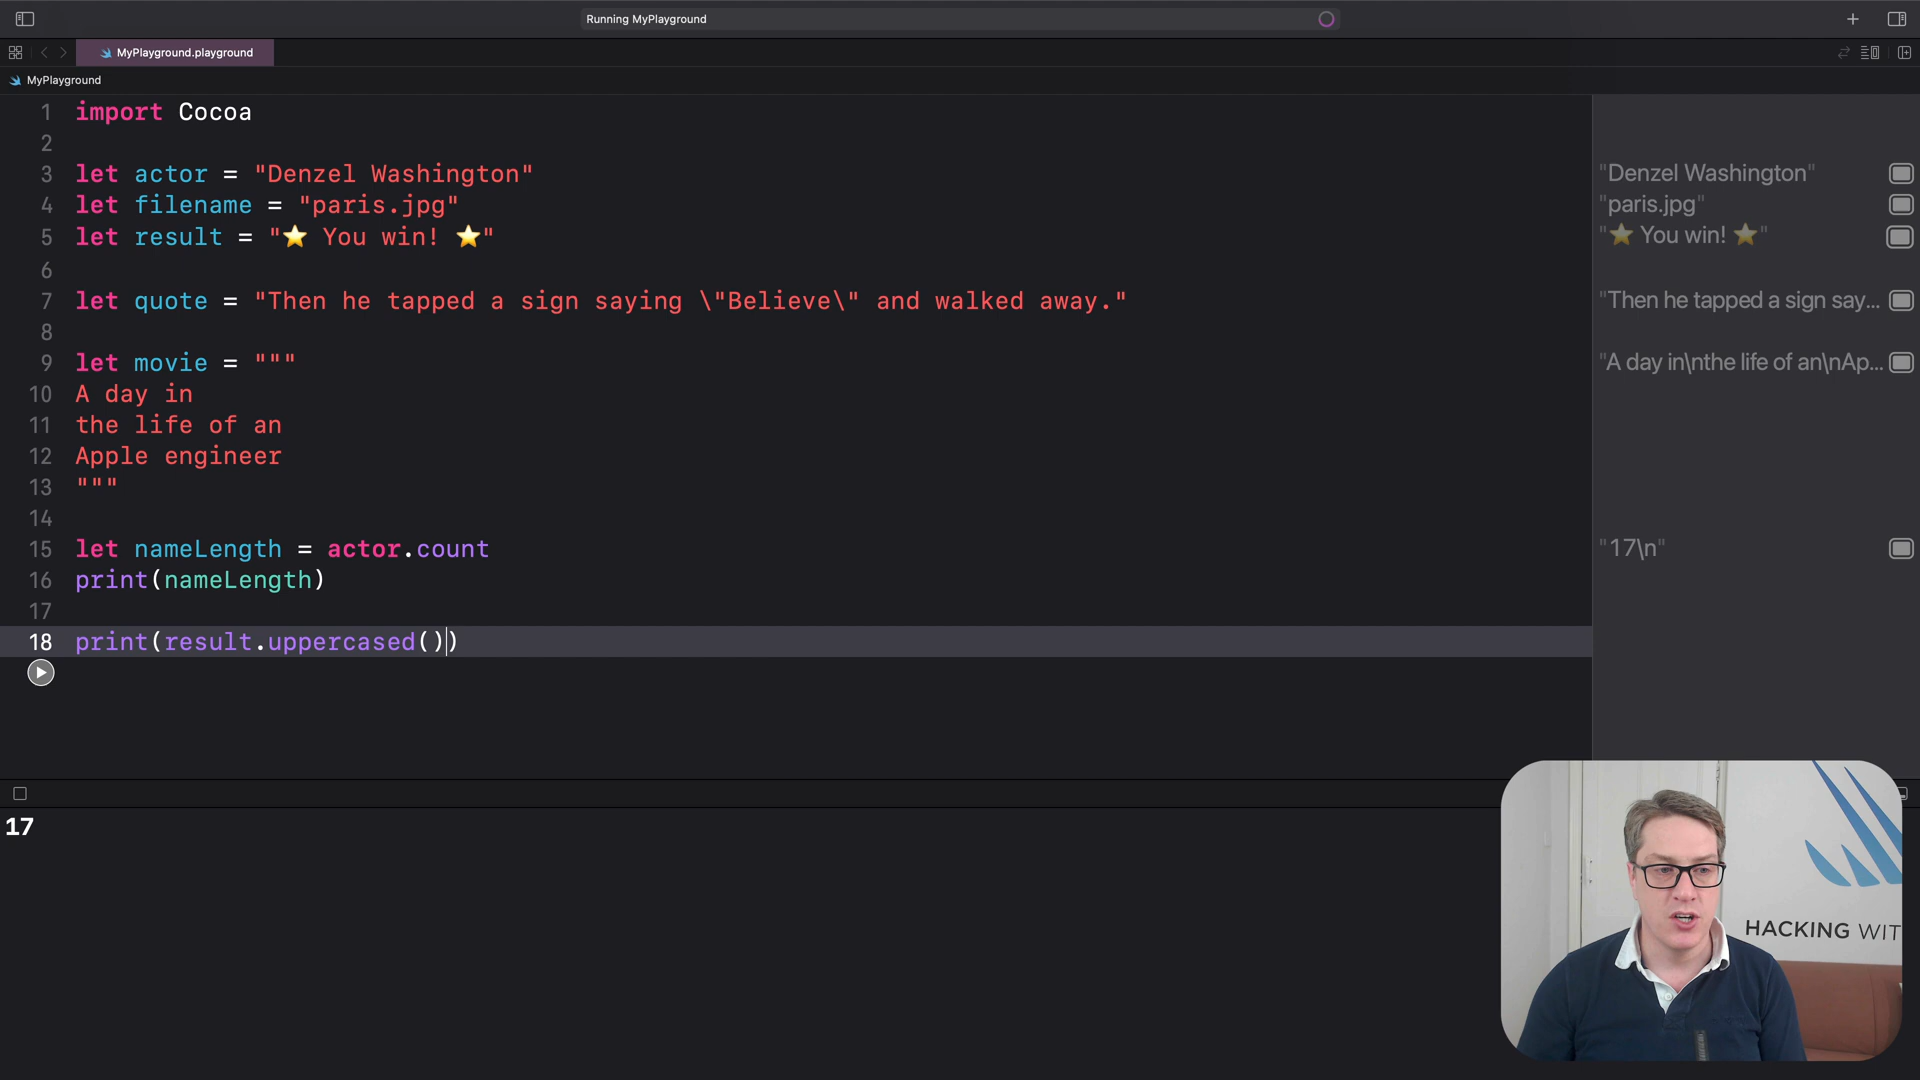 Running MyPlayground
MyPlayground.playground
MyPlayground
1 import Cocoa
2
3 let actor = "Denzel Washington"
"Denzel Washington"
4 let filename = "paris.jpg"
"paris.jpg"
5 let result = "⭐ You win! ⭐"
"⭐ You win! ⭐"
6
7 let quote = "Then he tapped a sign saying \"Believe\" and walked away."
"Then he tapped a sign say...
8
9 let movie = """
"A day in\nthe life of an\nAp...
10 A day in
11 the life of an
12 Apple engineer
13 """
14
15 let nameLength = actor.count
"17\n"
16 print(nameLength)
17
18 print(result.uppercased())
17
HACKING WIT